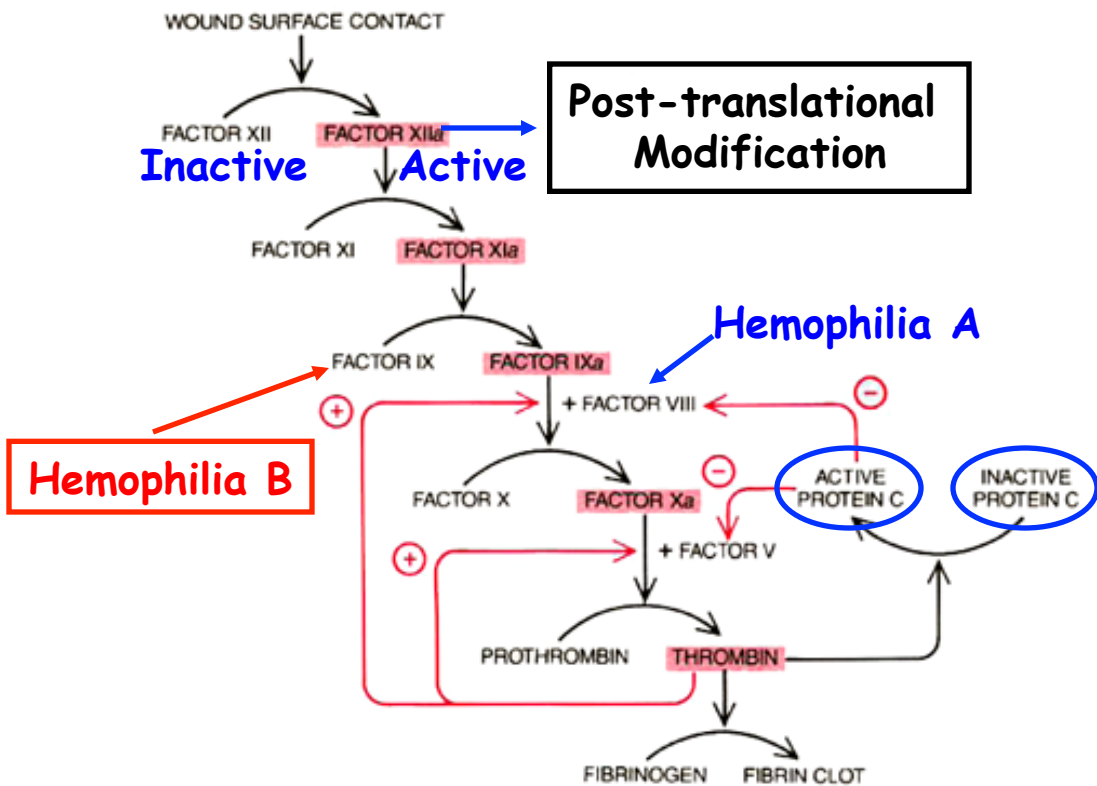 WOUND SURFACE CONTACT
FACTOR XII
FACTOR XIIa
Post-translational
Modification
Inactive
Active
FACTOR XI
FACTOR XIa
Hemophilia A
FACTOR IX
FACTOR IXa
+
+ FACTOR VIII
−
Hemophilia B
FACTOR X
FACTOR Xa
−
ACTIVE
PROTEIN C
INACTIVE
PROTEIN C
+
+ FACTOR V
PROTHROMBIN
THROMBIN
FIBRINOGEN
FIBRIN CLOT